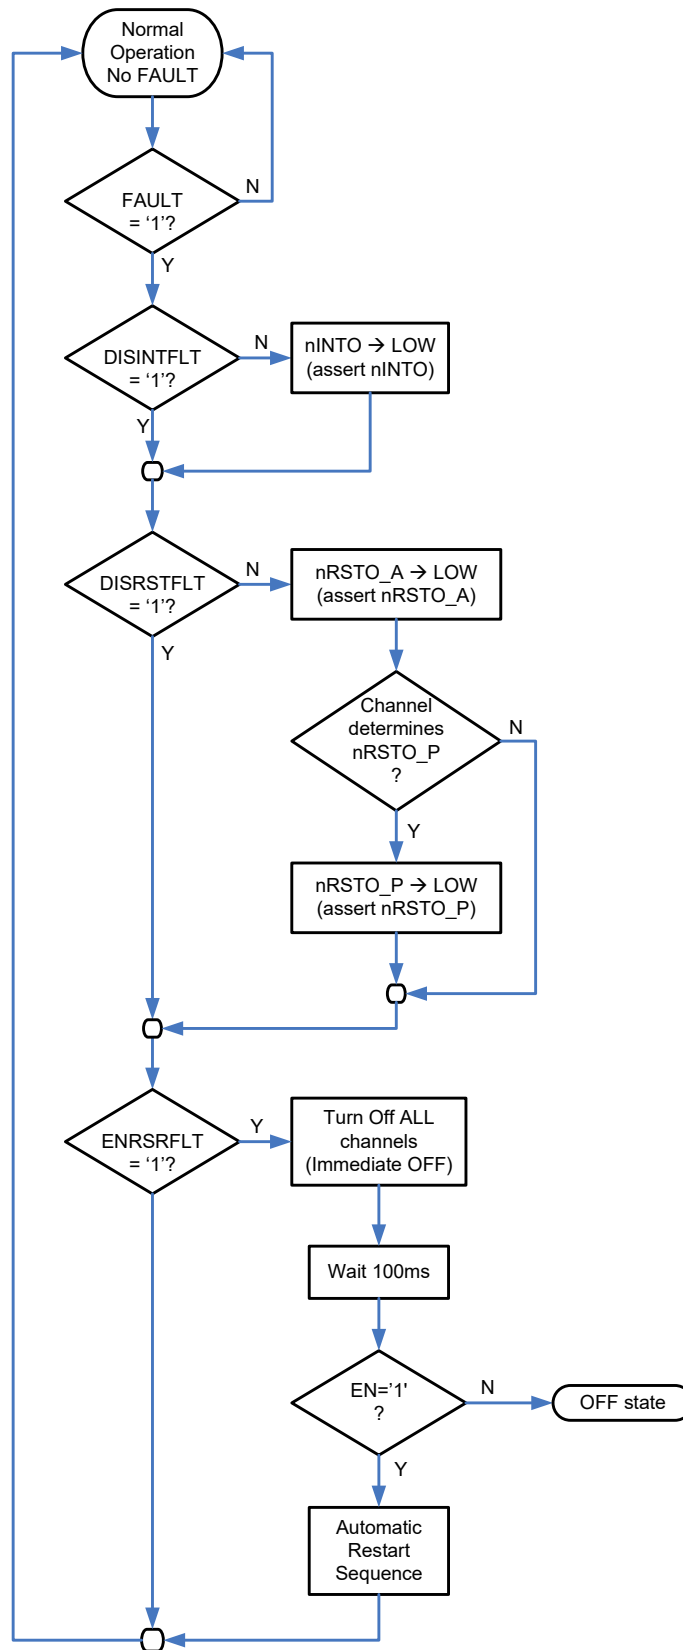 Normal
Operation
No FAULT
N
FAULT
= ‘1’?
Y
DISINTFLT
= ‘1’?
N
nINTO → LOW
(assert nINTO)
Y
DISRSTFLT
= ‘1’?
N
nRSTO_A → LOW
(assert nRSTO_A)
Y
Channel
determines
nRSTO_P
?
N
Y
nRSTO_P → LOW
(assert nRSTO_P)
ENRSRFLT
= ‘1’?
Y
Turn Off ALL
channels
(Immediate OFF)
Wait 100ms
EN=’1'
?
N
OFF state
Y
Automatic
Restart
Sequence